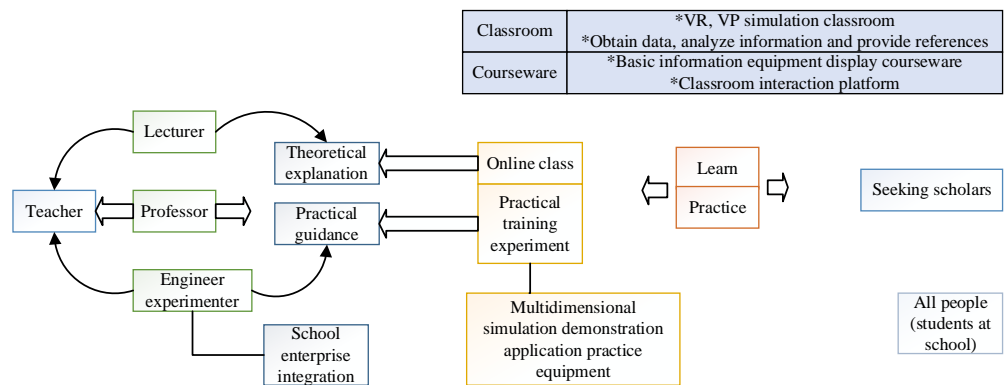 Classroom
*VR, VP simulation classroom
*Obtain data, analyze information and provide references
Courseware
*Basic information equipment display courseware
*Classroom interaction platform
Lecturer
Theoretical
explanation
Online class
Learn
Teacher
Professor
Practical
guidance
Practical
training
experiment
Practice
Seeking scholars
Engineer
experimenter
School
enterprise
integration
Multidimensional
simulation demonstration
application practice
equipment
All people
(students at
school)